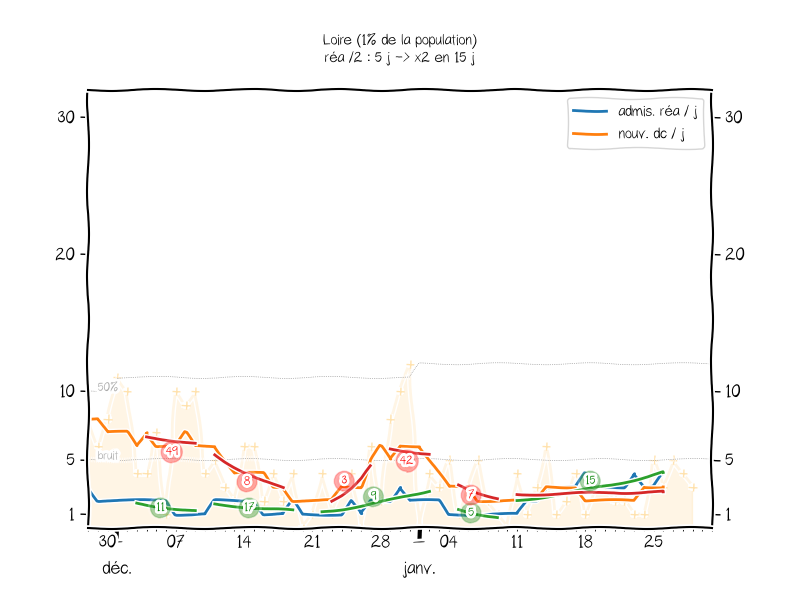 Loire (1% de la population)
réa /2 : 5 j -> x2 en 15 j
admis. réa / j
nouv. dc / j
30 30
20 20
10 10
50%
5 5
bruit
1 1
49
8
3
42
7
11
17
9
5
15
30 07 14 21 28 04 11 18 25
déc. janv.